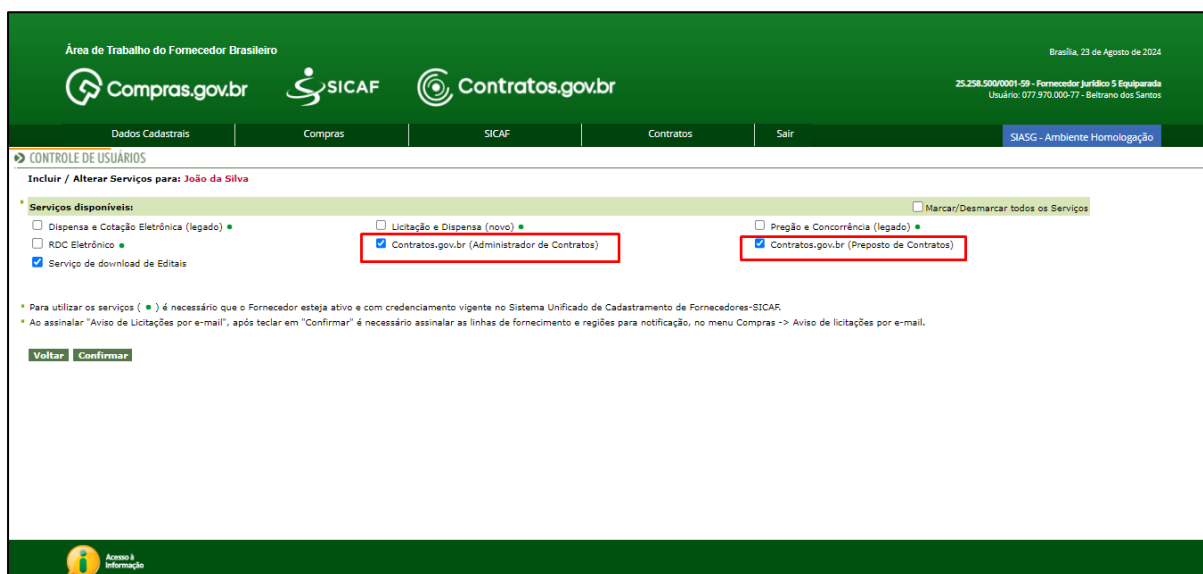 Área de Trabalho do Fornecedor Brasileiro
Brasília, 23 de Agosto de 2024
Compras.gov.br
SICAF
Contratos.gov.br
25.258.500/0001-59 - Fornecedor Jurídico 5 Equiparada
Usuário: 077.970.000-77 - Beltrano dos Santos
Dados Cadastrais Compras SICAF Contratos Sair SIASG - Ambiente Homologação
CONTROLE DE USUÁRIOS
Incluir / Alterar Serviços para: João da Silva
Serviços disponíveis: Marcar/Desmarcar todos os Serviços
Dispensa e Cotação Eletrônica (legado) Licitação e Dispensa (novo) Pregão e Concorrência (legado)
RDC Eletrônico Contratos.gov.br (Administrador de Contratos) Contratos.gov.br (Preposto de Contratos)
Serviço de download de Editais
Para utilizar os serviços ( ● ) é necessário que o Fornecedor esteja ativo e com credenciamento vigente no Sistema Unificado de Cadastramento de Fornecedores-SICAF.
Ao assinalar "Aviso de Licitações por e-mail", após teclar em "Confirmar" é necessário assinalar as linhas de fornecimento e regiões para notificação, no menu Compras -> Aviso de licitações por e-mail.
Voltar Confirmar
Acesso à
Informação